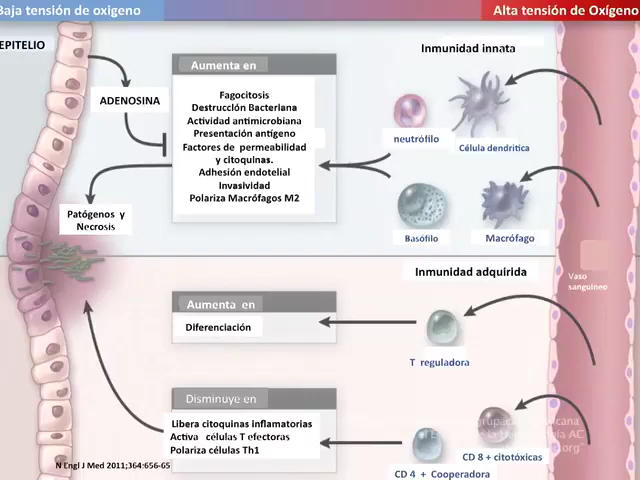 Baja tensión de oxigeno
Alta tensión de Oxígeno
EPITELIO
ADENOSINA
Aumenta en
Fagocitosis
Destrucción Bacteriana
Actividad antimicrobiana
Presentación antígeno
Factores de permeabilidad
y citoquinas.
Adhesión endotelial
Invasividad
Polariza Macrófagos M2
Inmunidad innata
neutrófilo
Célula dendritica
Basófilo
Macrófago
Patógenos y
Necrosis
Inmunidad adquirida
Vaso
sanguíneo
Aumenta en
Diferenciación
T reguladora
Disminuye en
Libera citoquinas inflamatorias
Activa células T efectoras
Polariza células Th1
CD 8 + citotóxicas
CD 4 + Cooperadora
N Engl J Med 2011;364:656-65